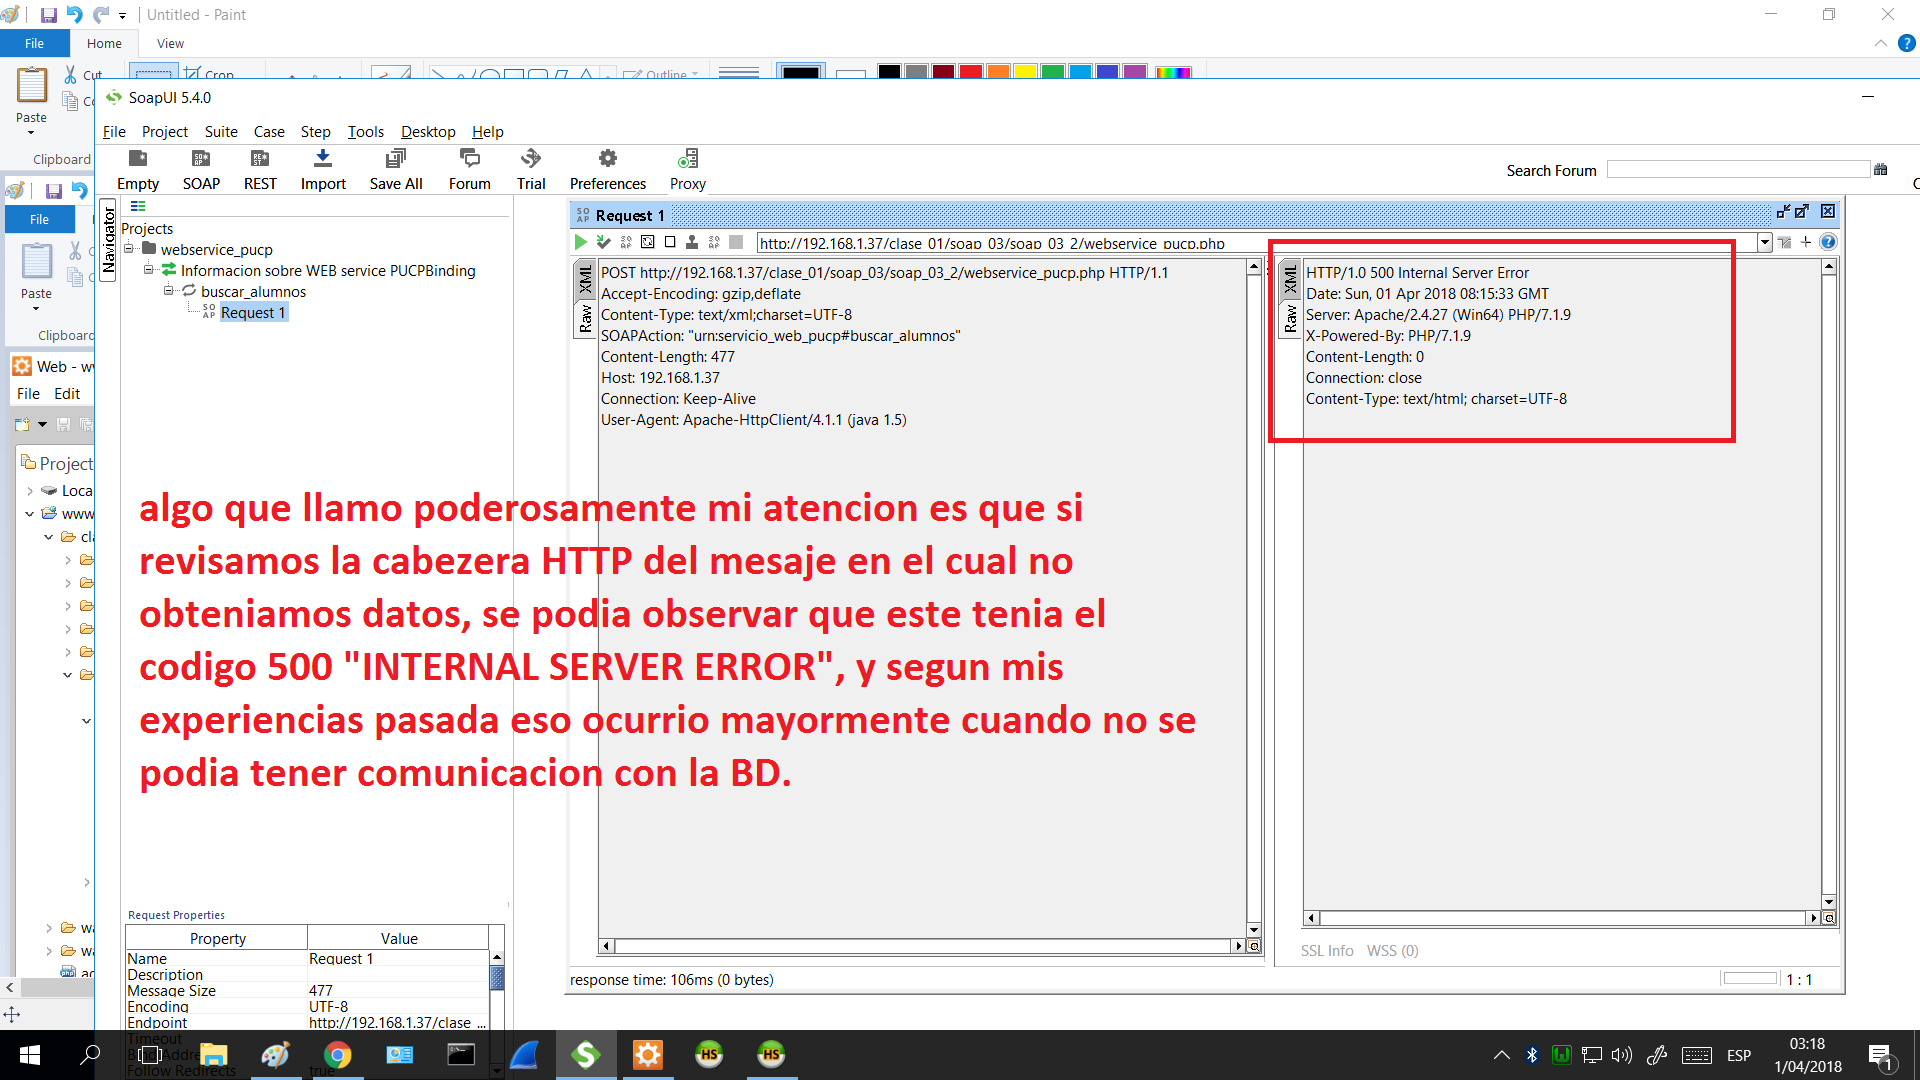 Untitled - Paint
File Home View
Cut
Crop
Outline
Paste
Clipboard
SoapUI 5.4.0
File Project Suite Case Step Tools Desktop Help
Empty SOAP REST Import Save All Forum Trial Preferences Proxy
Search Forum
File
Paste
Clipboard
Web - w
File Edit
Project
Loca
www
Navigator
Projects
webservice_pucp
Informacion sobre WEB service PUCPBinding
buscar_alumnos
SO AP Request 1
SO AP Request 1
http://192.168.1.37/clase_01/soap_03/soap_03_2/webservice_pucp.php
XML
Raw
POST http://192.168.1.37/clase_01/soap_03/soap_03_2/webservice_pucp.php HTTP/1.1
Accept-Encoding: gzip,deflate
Content-Type: text/xml;charset=UTF-8
SOAPAction: "urn:servicio_web_pucp#buscar_alumnos"
Content-Length: 477
Host: 192.168.1.37
Connection: Keep-Alive
User-Agent: Apache-HttpClient/4.1.1 (java 1.5)
XML
Raw
HTTP/1.0 500 Internal Server Error
Date: Sun, 01 Apr 2018 08:15:33 GMT
Server: Apache/2.4.27 (Win64) PHP/7.1.9
X-Powered-By: PHP/7.1.9
Content-Length: 0
Connection: close
Content-Type: text/html; charset=UTF-8
algo que llamo poderosamente mi atencion es que si
revisamos la cabezera HTTP del mesaje en el cual no
obteniamos datos, se podia observar que este tenia el
codigo 500 "INTERNAL SERVER ERROR", y segun mis
experiencias pasada eso ocurrio mayormente cuando no se
podia tener comunicacion con la BD.
Request Properties
Property Value
Name Request 1
Description
Message Size 477
Encoding UTF-8
Endpoint http://192.168.1.37/clase ...
Timeout
Follow Redirects true
SSL Info WSS (0)
response time: 106ms (0 bytes)
1 : 1
HS
HS
ESP
03:18
1/04/2018
1